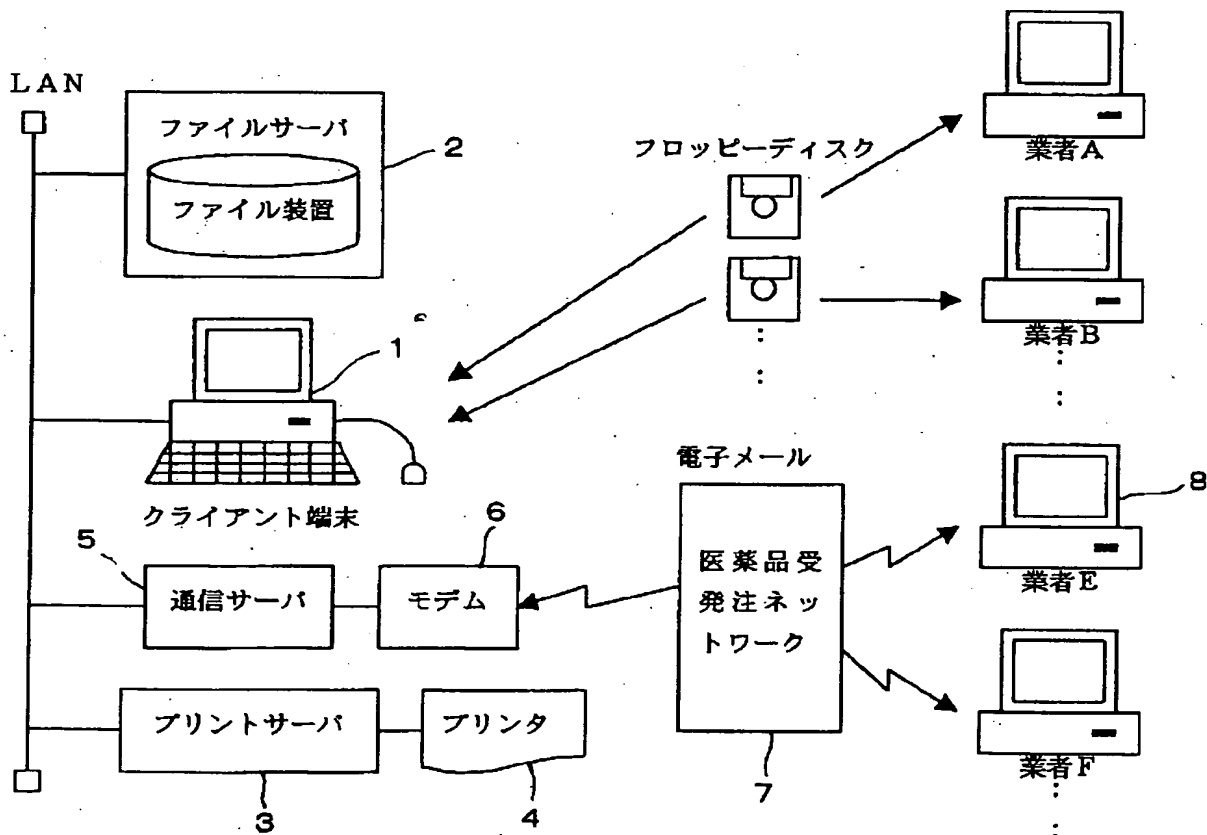 LAN
ファイルサーバ
ファイル装置
2
フロッピーディスク
業者A
業者B
1
クライアント端末
電子メール
医薬品受
発注ネッ
トワーク
7
8
業者E
業者F
5
通信サーバ
6
モデム
プリントサーバ
プリンタ
3
4